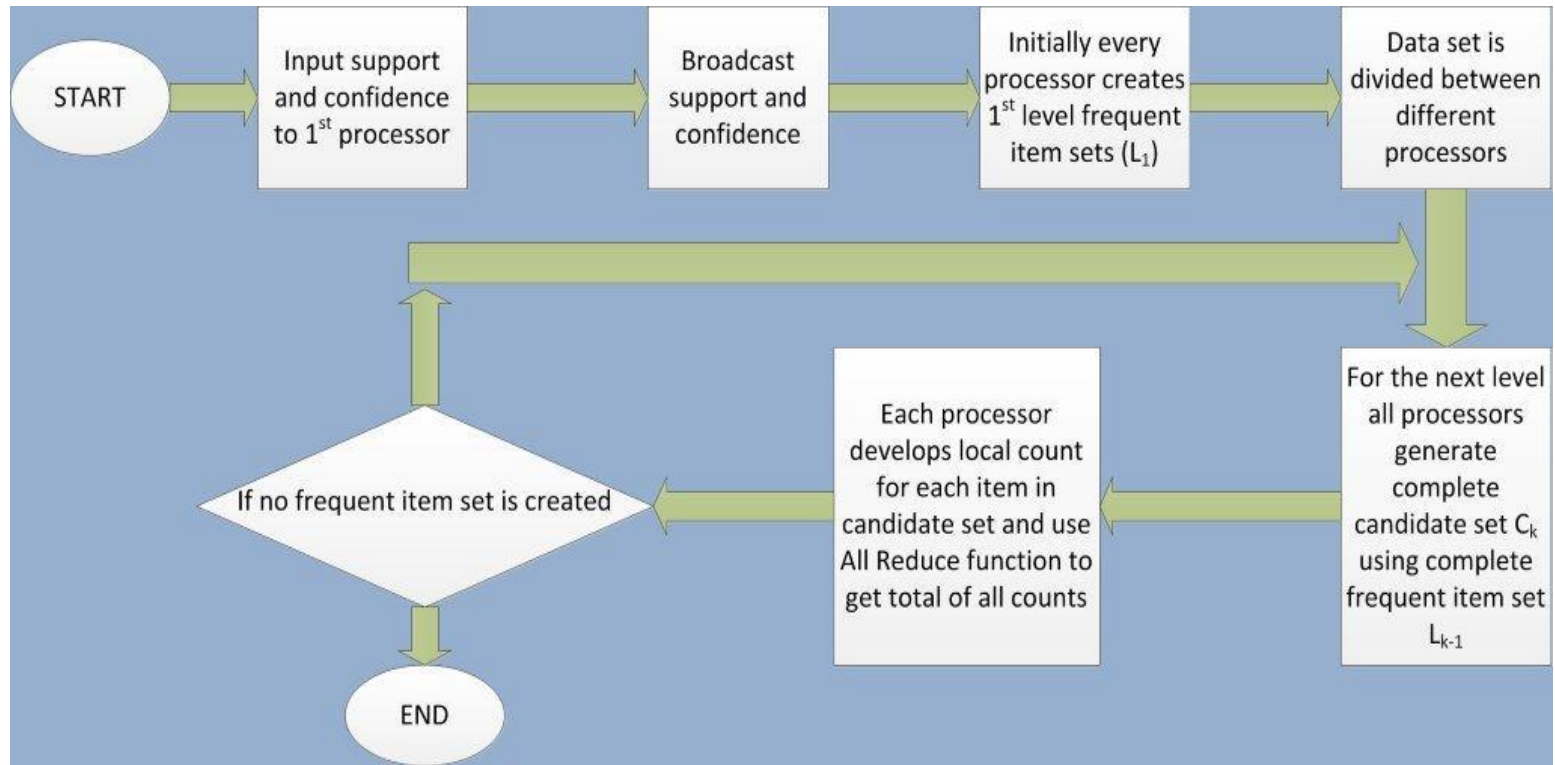 START
Input support
and confidence
to 1st processor
Broadcast
support and
confidence
Initially every
processor creates
1st level frequent
item sets (L1)
Data set is
divided between
different
processors
For the next level
all processors
generate
complete
candidate set Ck
using complete
frequent item set
Lk-1
Each processor
develops local count
for each item in
candidate set and use
All Reduce function to
get total of all counts
If no frequent item set is created
END